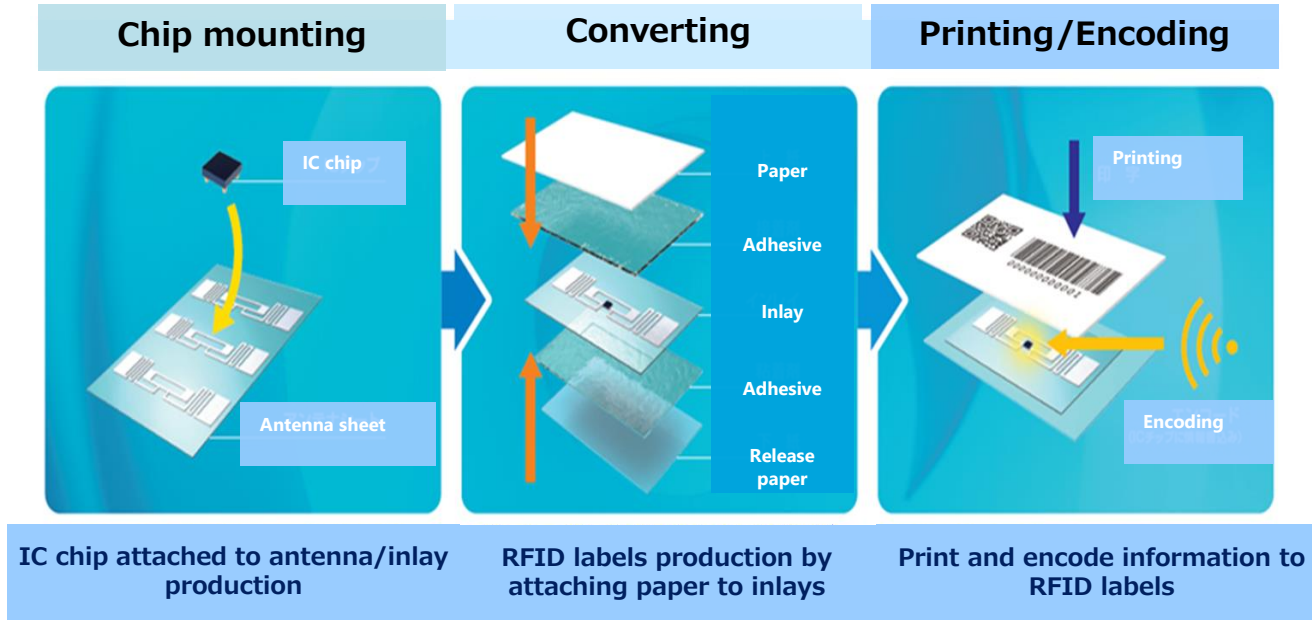 Chip mounting
Converting
Printing/Encoding
IC chip
Antenna sheet
Paper
Adhesive
Inlay
Adhesive
Release
paper
Printing
000000000001
Encoding
IC chip attached to antenna/inlay
production
RFID labels production by
attaching paper to inlays
Print and encode information to
RFID labels